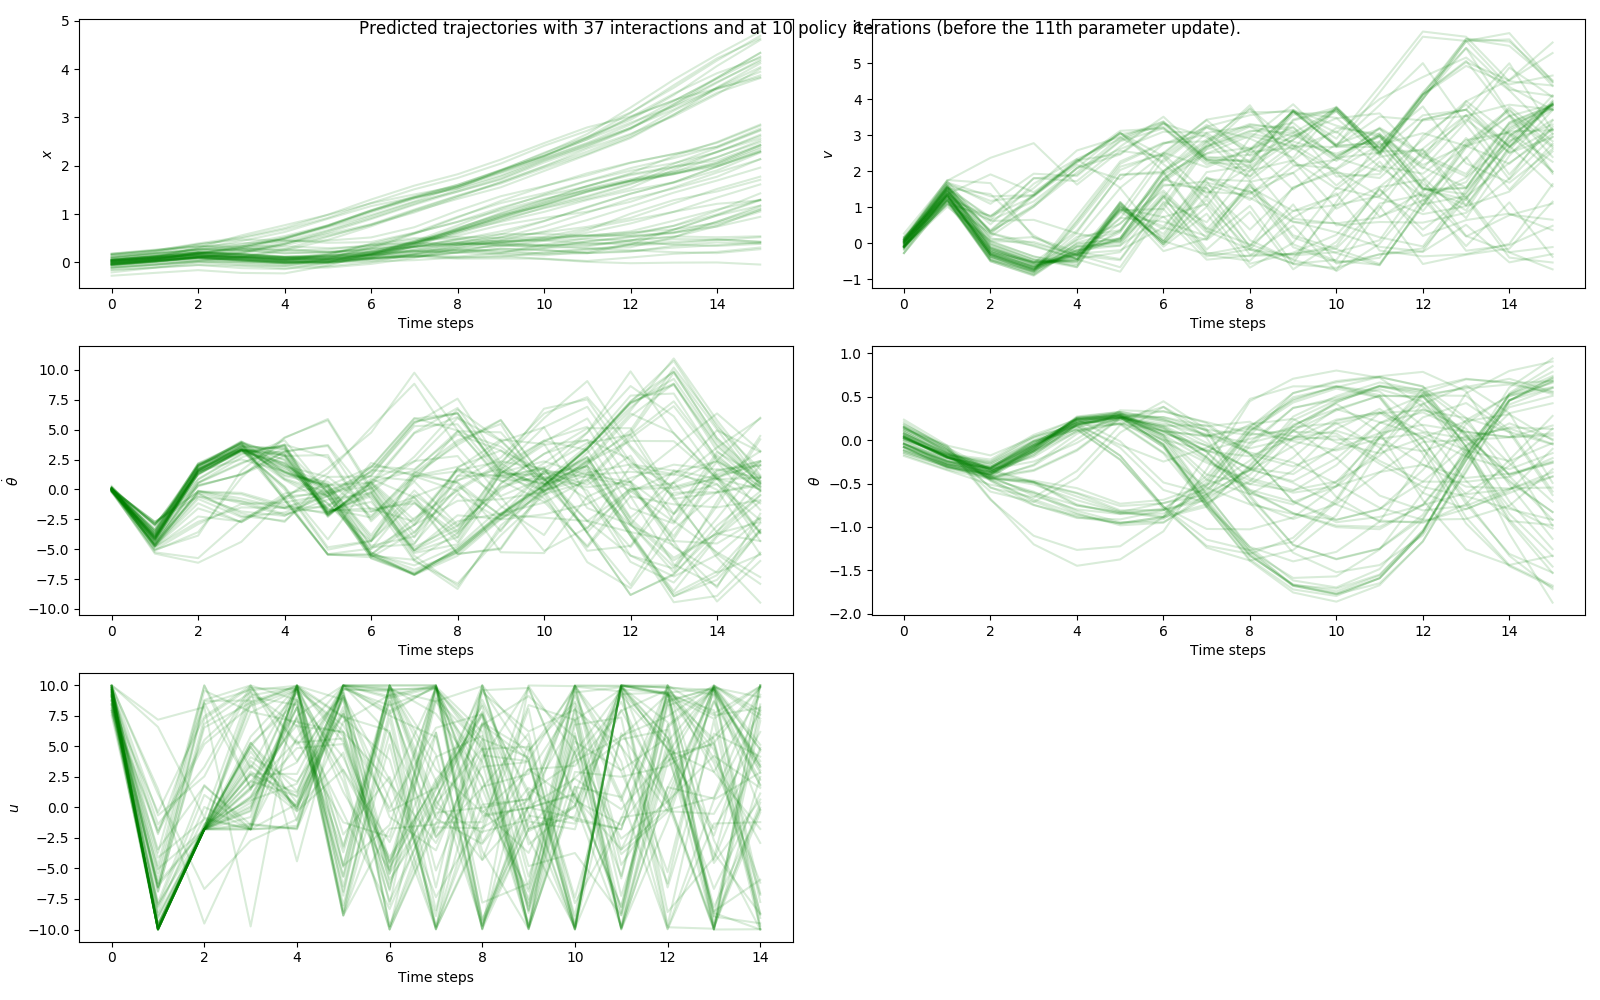 Predicted trajectories with 37 interactions and at 10 policy iterations (before the 11th parameter update).
5
4
3
2
1
0
x
0 2 4 6 8 10 12 14
Time steps
6
5
4
3
2
1
0
−1
v
0 2 4 6 8 10 12 14
Time steps
10.0
7.5
5.0
2.5
0.0
−2.5
−5.0
−7.5
−10.0
θ̇
0 2 4 6 8 10 12 14
Time steps
1.0
0.5
0.0
−0.5
−1.0
−1.5
−2.0
θ
0 2 4 6 8 10 12 14
Time steps
10.0
7.5
5.0
2.5
0.0
−2.5
−5.0
−7.5
−10.0
u
0 2 4 6 8 10 12 14
Time steps